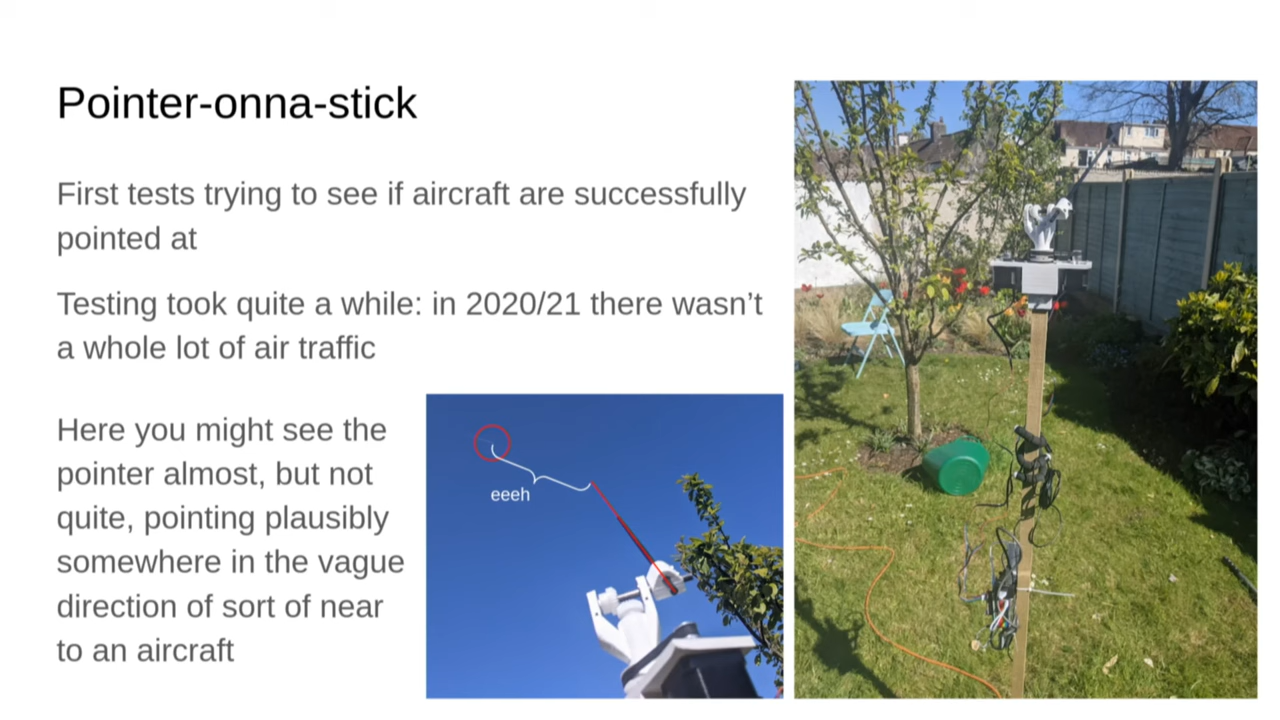 Pointer-onna-stick
First tests trying to see if aircraft are successfully
pointed at
Testing took quite a while: in 2020/21 there wasn’t
a whole lot of air traffic
Here you might see the
pointer almost, but not
quite, pointing plausibly
somewhere in the vague
direction of sort of near
to an aircraft
eeeh